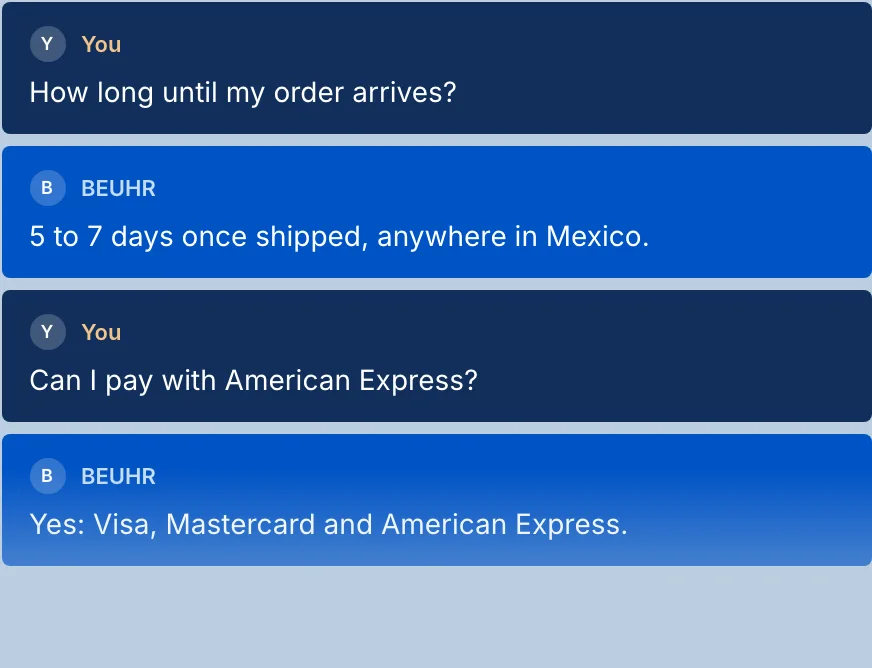 Y You
How long until my order arrives?
B BEUHR
5 to 7 days once shipped, anywhere in Mexico.
Y You
Can I pay with American Express?
B BEUHR
Yes: Visa, Mastercard and American Express.